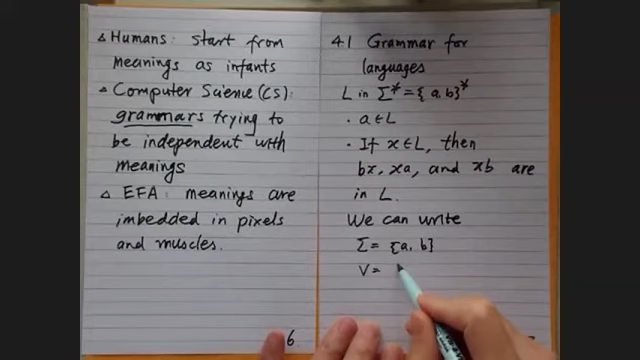 △ Humans: start from
meanings as infants
△ Computer Science (CS):
grammars trying to
be independent with
meanings
△ EFA: meanings are
imbedded in pixels
and muscles.
6
4.1 Grammar for
languages
L in Σ* = {a, b}*
· a ∈ L
· If x ∈ L, then
bx, xa, and xb are
in L.
We can write
Σ = {a, b}
V =